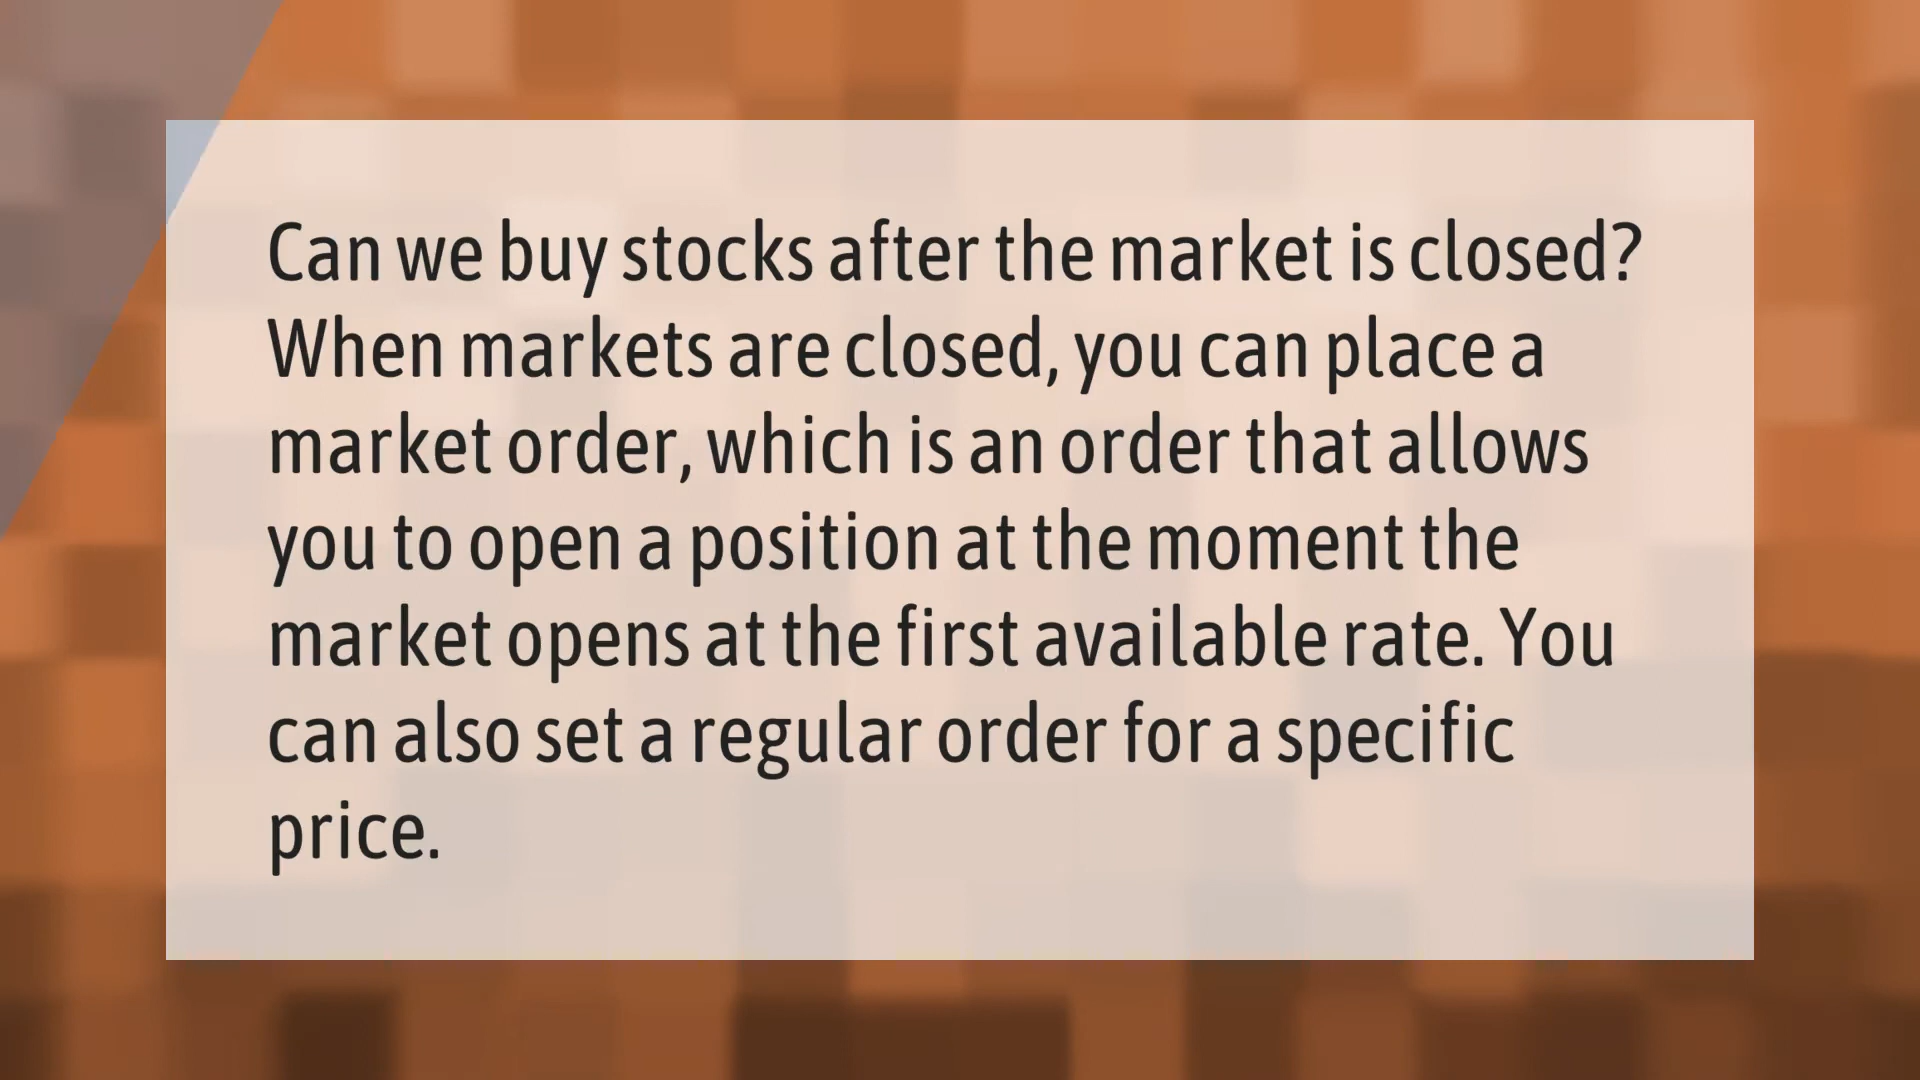 Can we buy stocks after the market is closed?
When markets are closed, you can place a
market order, which is an order that allows
you to open a position at the moment the
market opens at the first available rate. You
can also set a regular order for a specific
price.